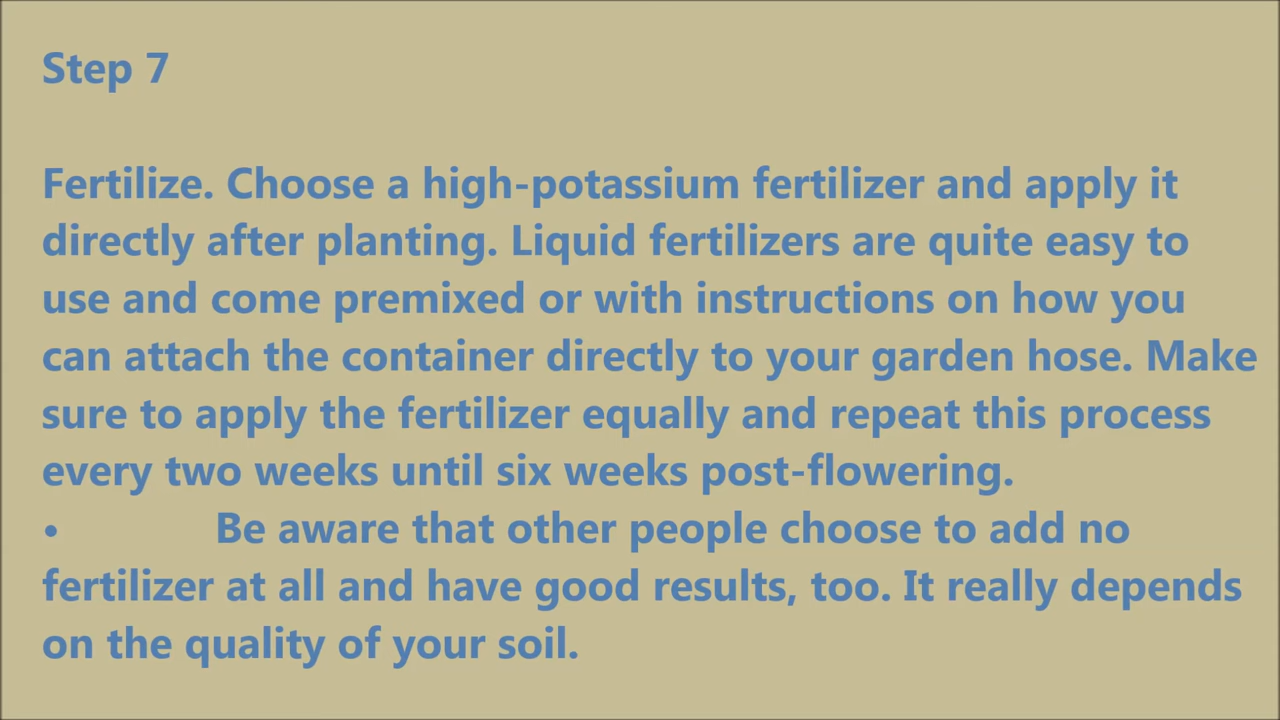 Step 7
Fertilize. Choose a high-potassium fertilizer and apply it
directly after planting. Liquid fertilizers are quite easy to
use and come premixed or with instructions on how you
can attach the container directly to your garden hose. Make
sure to apply the fertilizer equally and repeat this process
every two weeks until six weeks post-flowering.
• Be aware that other people choose to add no
fertilizer at all and have good results, too. It really depends
on the quality of your soil.